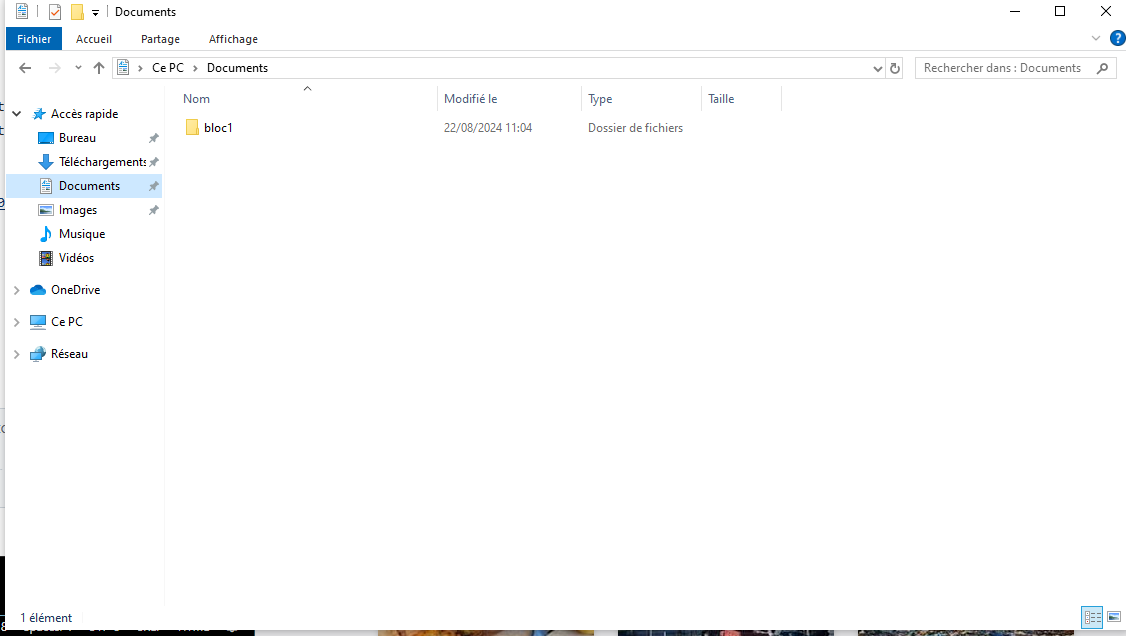 Documents
Fichier Accueil Partage Affichage
Ce PC > Documents
Rechercher dans : Documents
Nom Modifié le Type Taille
bloc1 22/08/2024 11:04 Dossier de fichiers
Accès rapide
Bureau
Téléchargements
Documents
Images
Musique
Vidéos
OneDrive
Ce PC
Réseau
1 élément